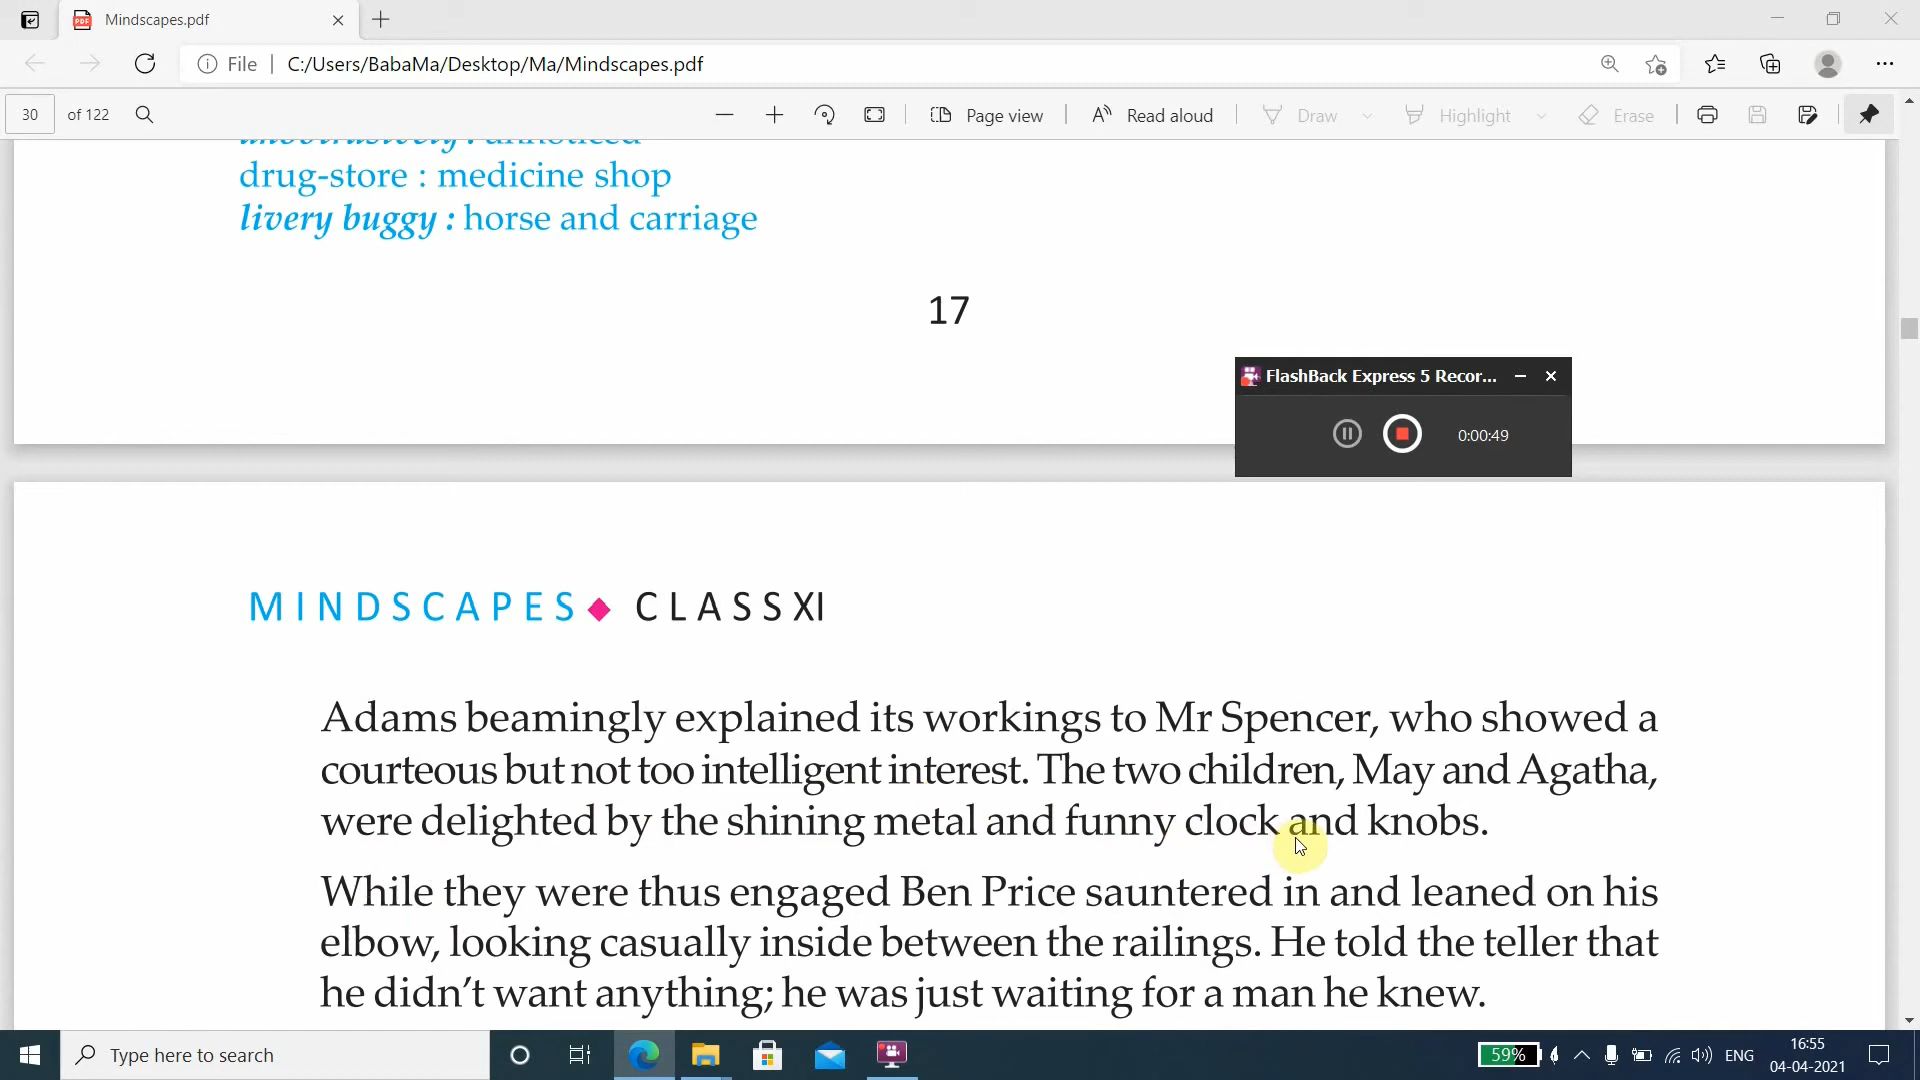 Mindscapes.pdf
File | C:/Users/BabaMa/Desktop/Ma/Mindscapes.pdf
30 of 122 Page view Read aloud Draw Highlight Erase
drug-store : medicine shop
livery buggy : horse and carriage
17
FlashBack Express 5 Recor...
0:00:49
MINDSCAPES CLASS XI
Adams beamingly explained its workings to Mr Spencer, who showed a
courteous but not too intelligent interest. The two children, May and Agatha,
were delighted by the shining metal and funny clock and knobs.
While they were thus engaged Ben Price sauntered in and leaned on his
elbow, looking casually inside between the railings. He told the teller that
he didn't want anything; he was just waiting for a man he knew.
Type here to search
59%
ENG
16:55
04-04-2021